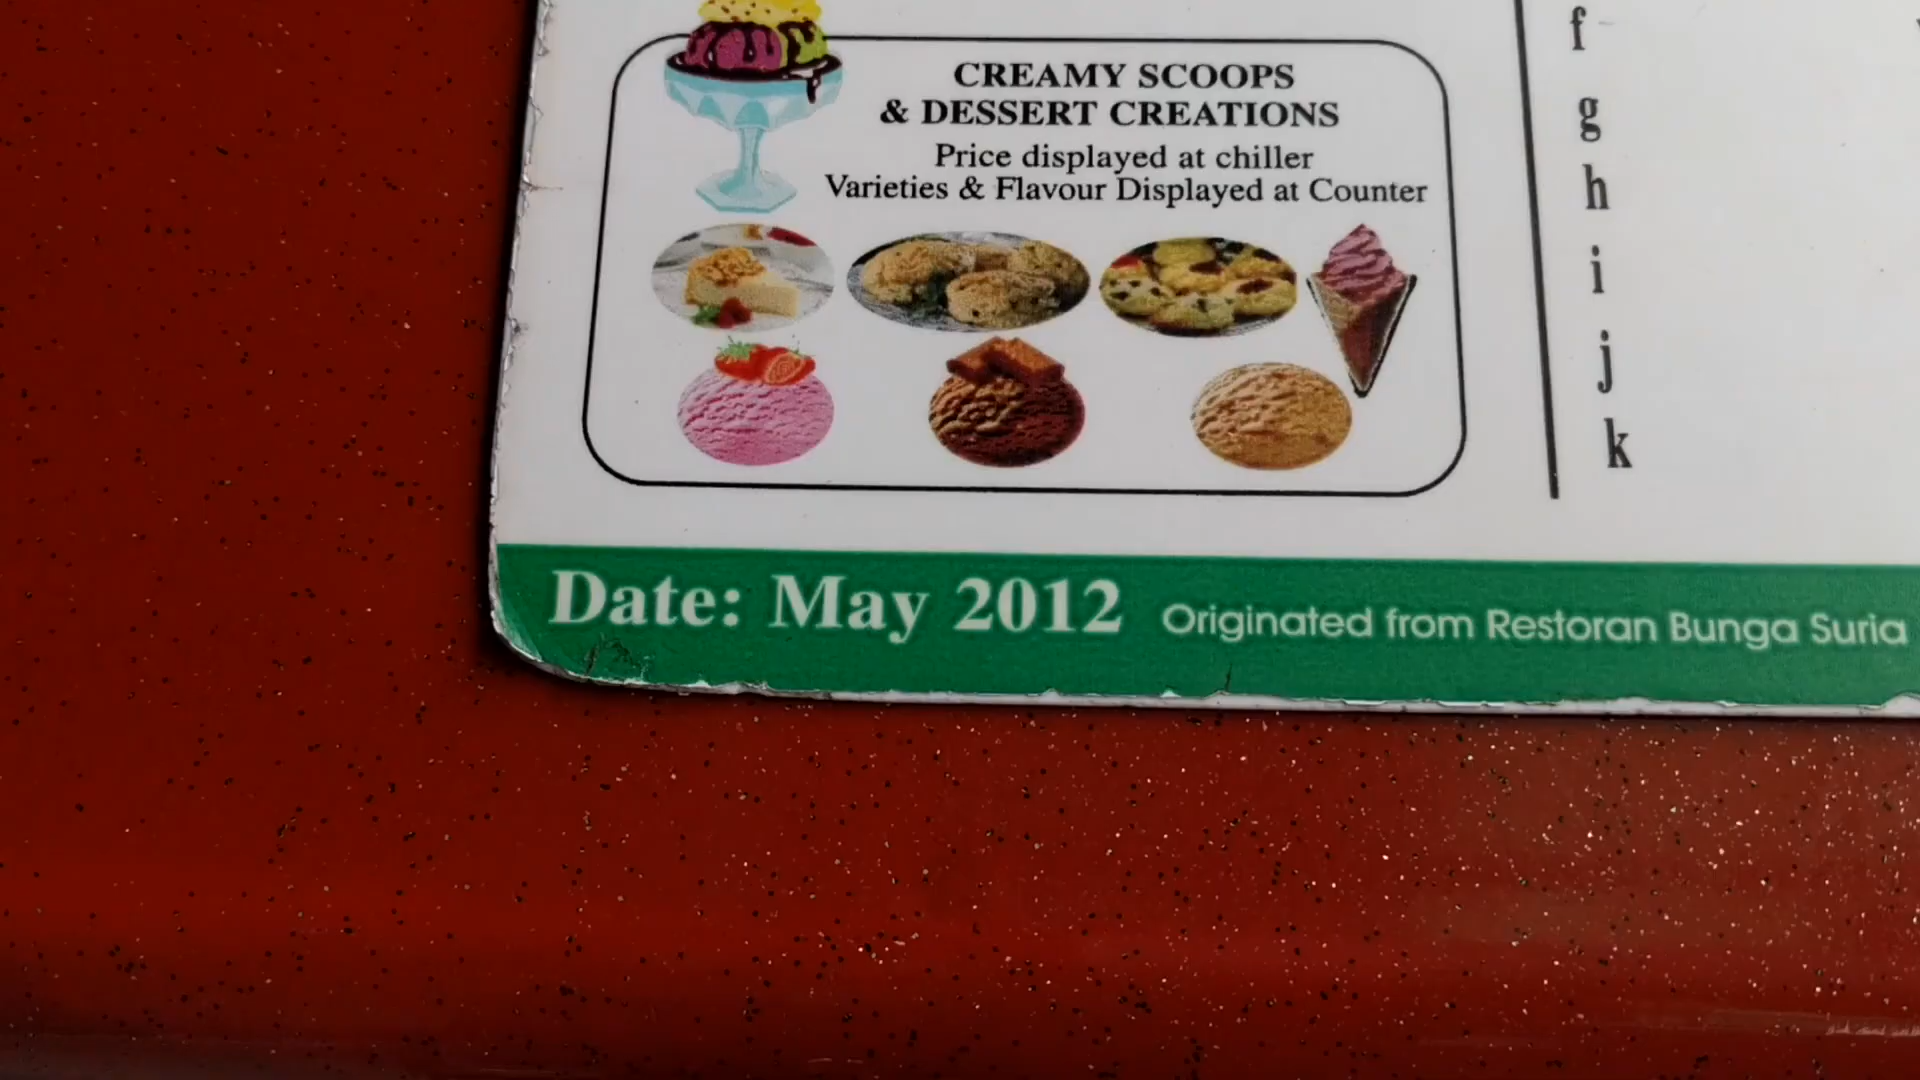 CREAMY SCOOPS
& DESSERT CREATIONS
Price displayed at chiller
Varieties & Flavour Displayed at Counter
f
g
h
i
j
k
Date: May 2012 Originated from Restoran Bunga Suria